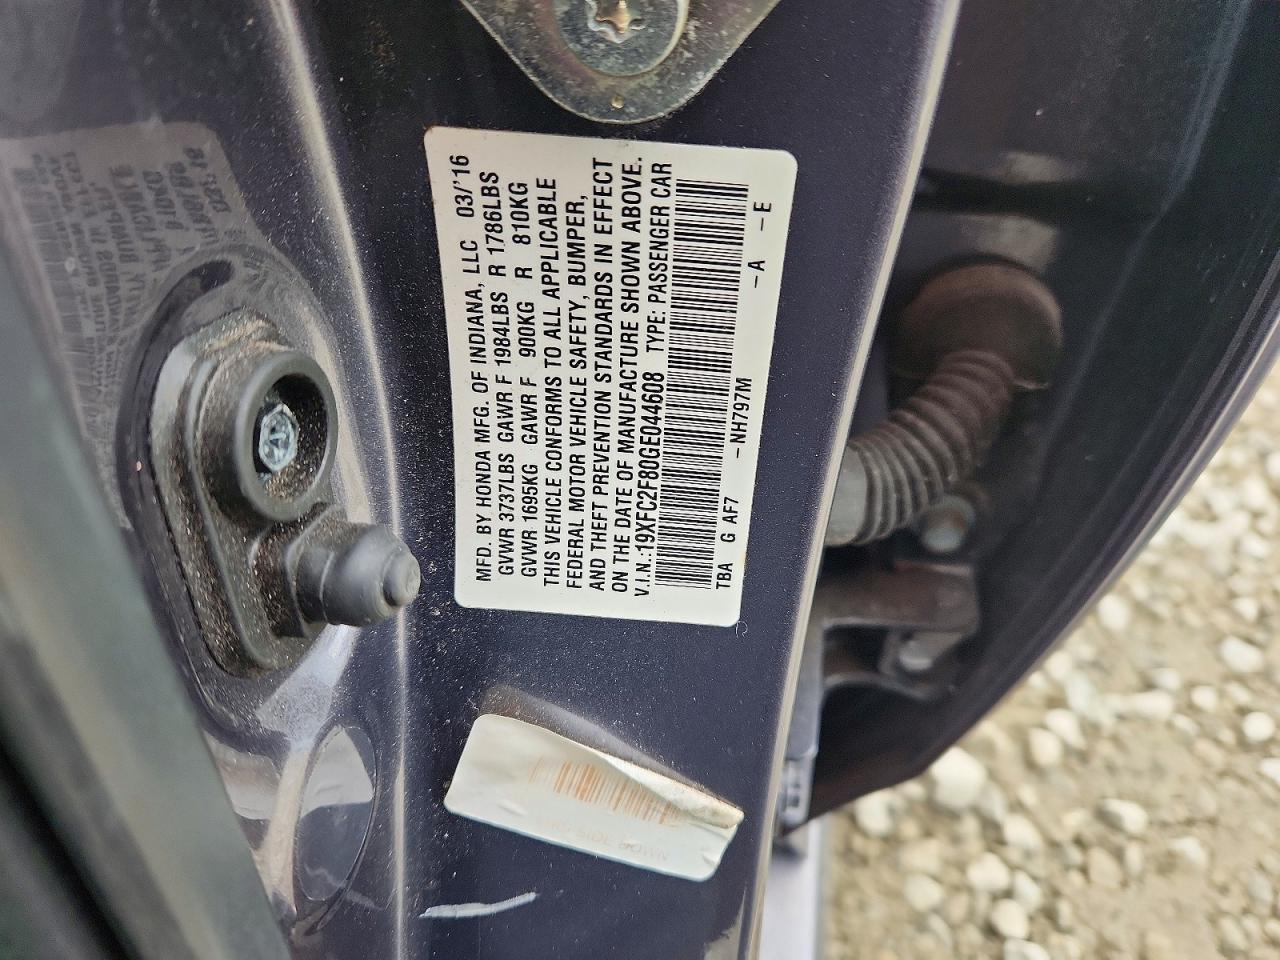 MFD. BY HONDA MFG. OF INDIANA, LLC 03/'16
GVWR 3737LBS GAWR F 1984LBS R 1786LBS
GVWR 1695KG GAWR F 900KG R 810KG
THIS VEHICLE CONFORMS TO ALL APPLICABLE
FEDERAL MOTOR VEHICLE SAFETY, BUMPER,
AND THEFT PREVENTION STANDARDS IN EFFECT
ON THE DATE OF MANUFACTURE SHOWN ABOVE.
V.I.N.:19XFC2F80GE044608 TYPE: PASSENGER CAR
TBA G AF7 -NH797M -A -E